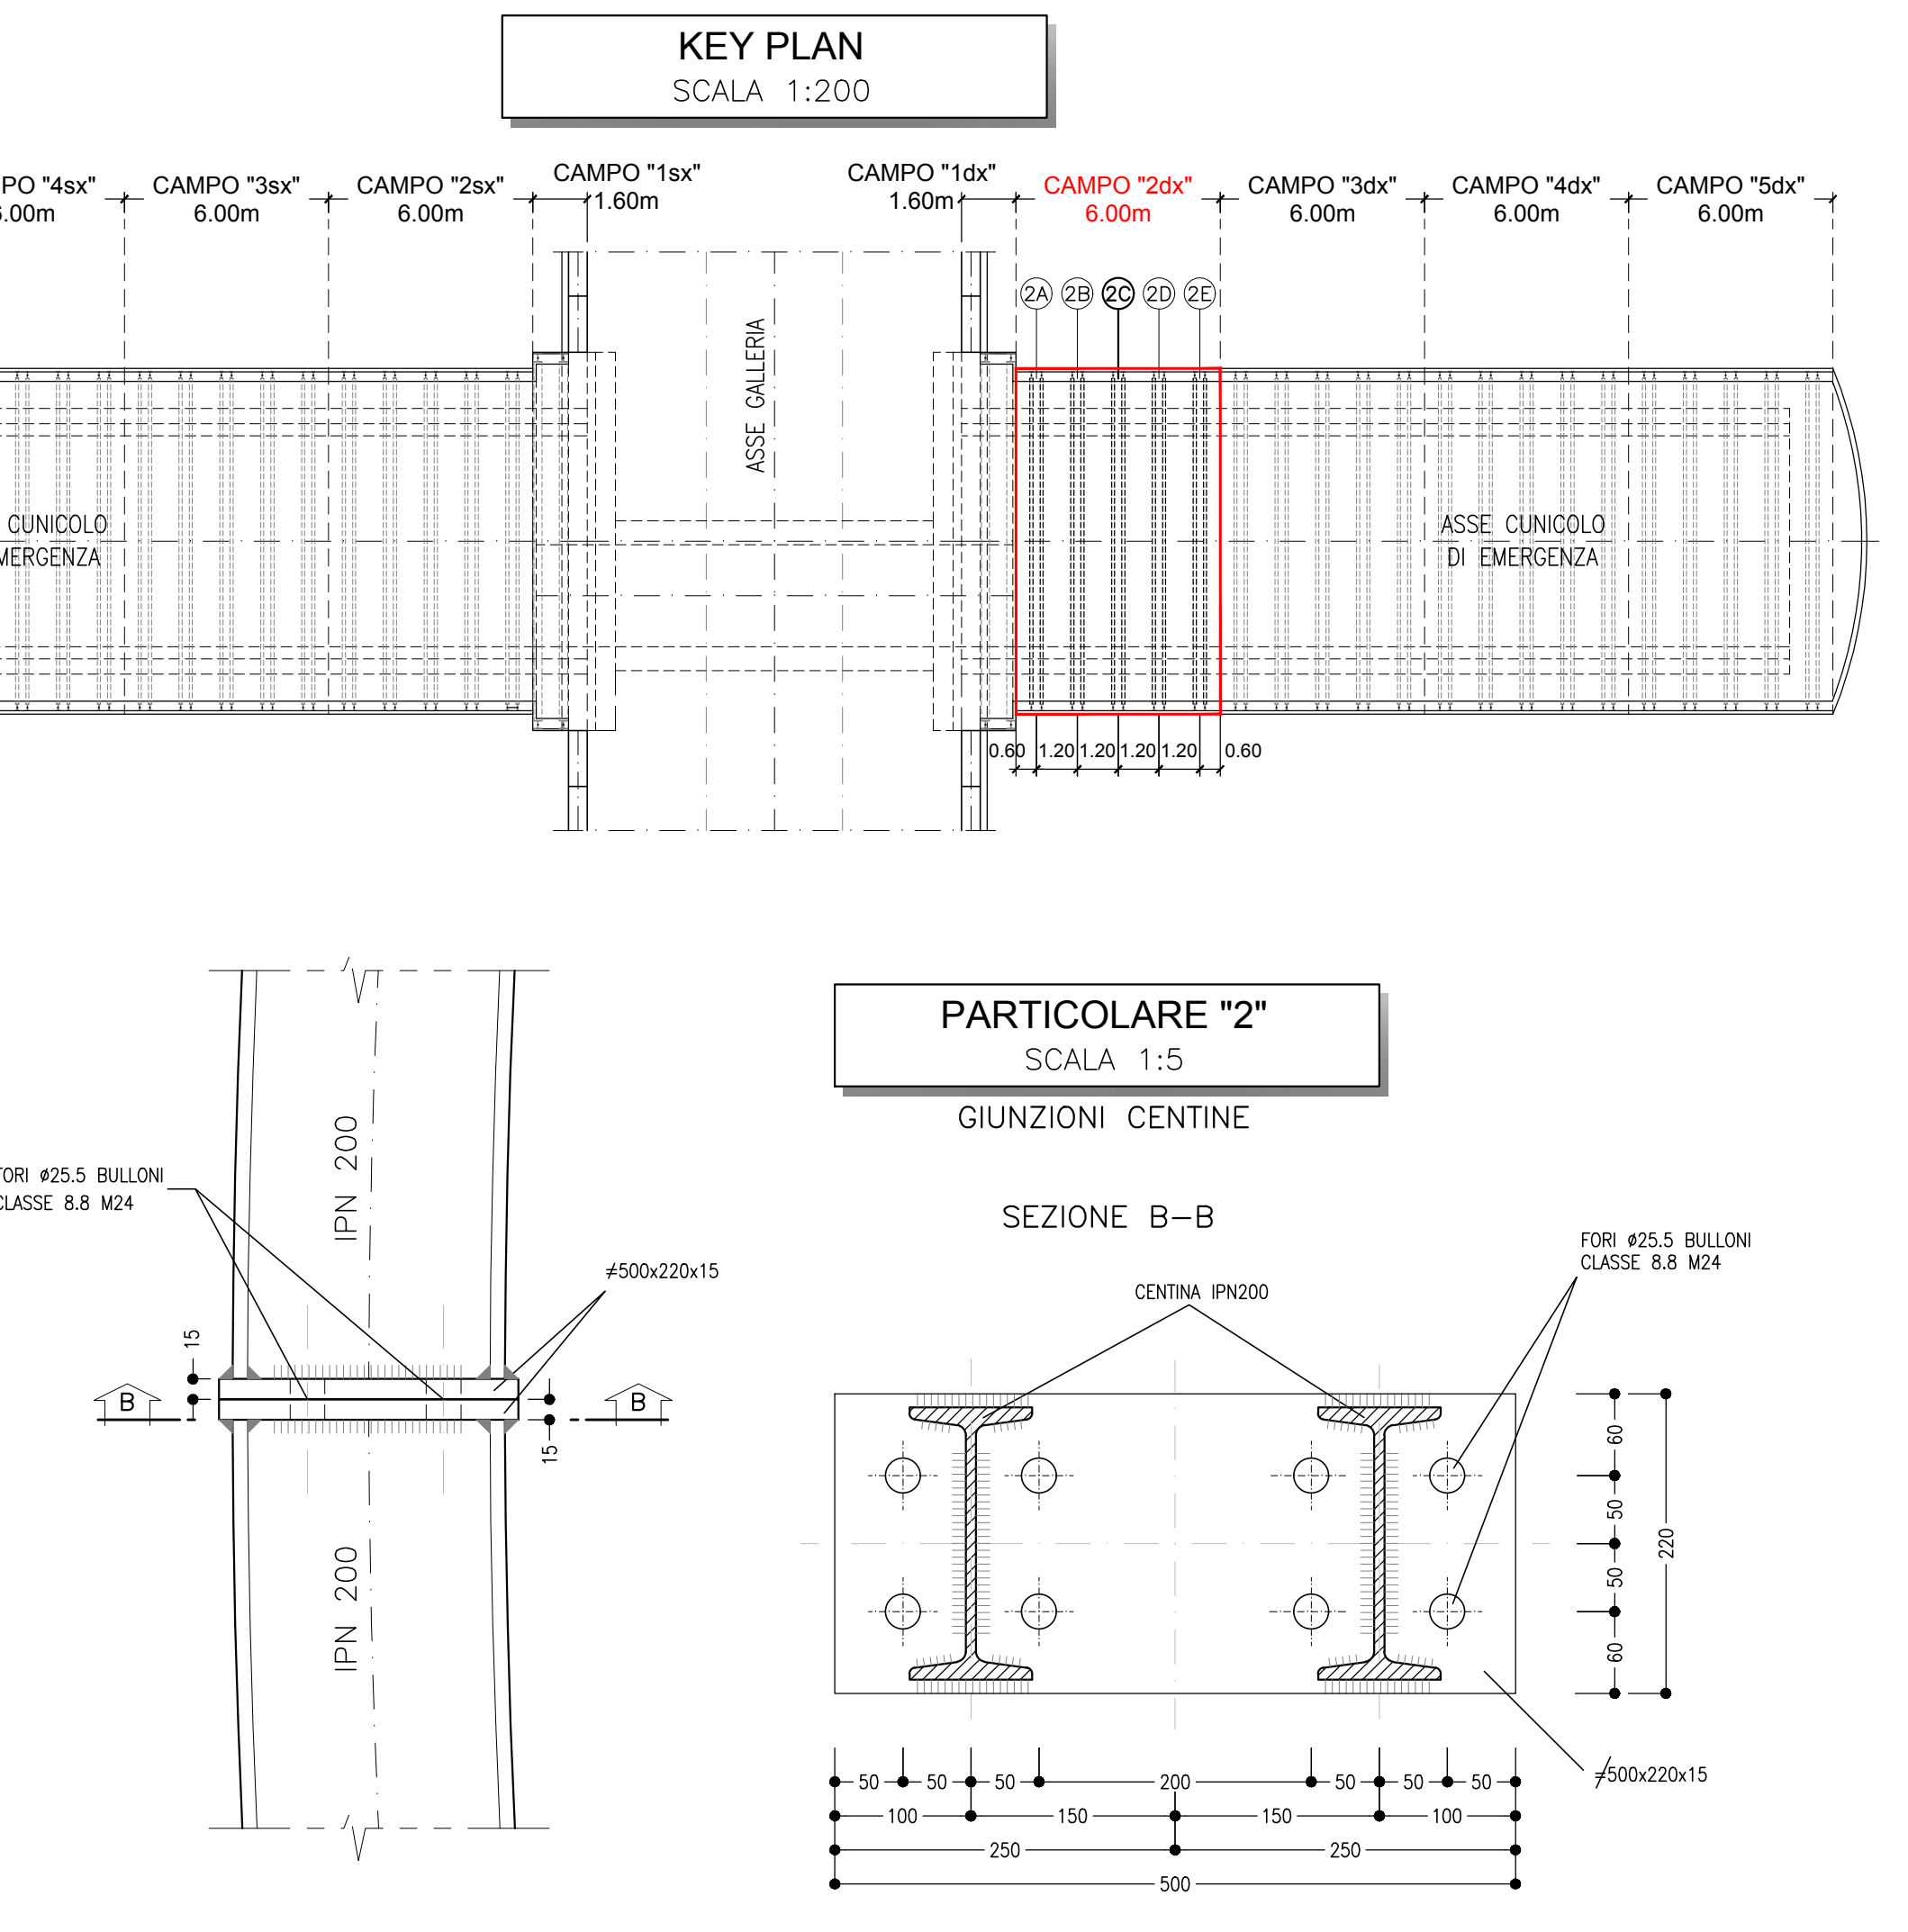 KEY PLAN
SCALA 1:200
PO "4sx"
6.00m
CAMPO "3sx"
6.00m
CAMPO "2sx"
6.00m
CAMPO "1sx"
1.60m
CAMPO "1dx"
1.60m
CAMPO "2dx"
6.00m
CAMPO "3dx"
6.00m
CAMPO "4dx"
6.00m
CAMPO "5dx"
6.00m
2A
2B
2C
2D
2E
ASSE GALLERIA
CUNICOLO
MERGENZA
ASSE CUNICOLO
DI EMERGENZA
0.60
1.20
1.20
1.20
1.20
0.60
PARTICOLARE "2"
SCALA 1:5
GIUNZIONI CENTINE
FORI ø25.5 BULLONI
CLASSE 8.8 M24
IPN 200
≠500x220x15
15
B
B
15
IPN 200
SEZIONE B-B
FORI ø25.5 BULLONI
CLASSE 8.8 M24
CENTINA IPN200
60
50
50
60
220
≠500x220x15
50
50
50
200
50
50
50
100
150
150
100
250
250
500